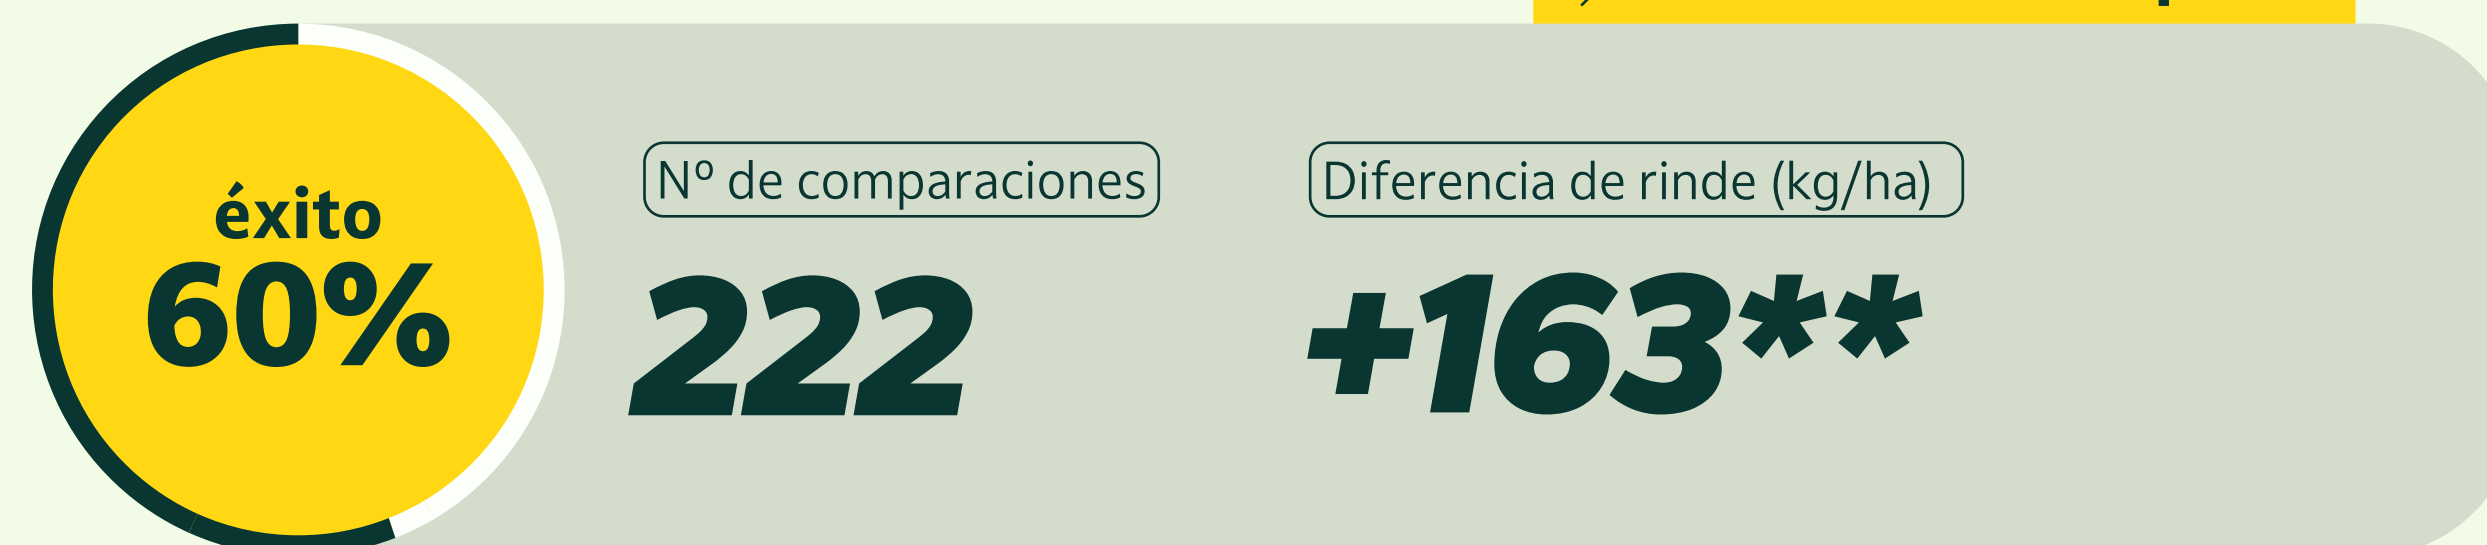 éxito
60%
Nº de comparaciones
222
Diferencia de rinde (kg/ha)
+163**